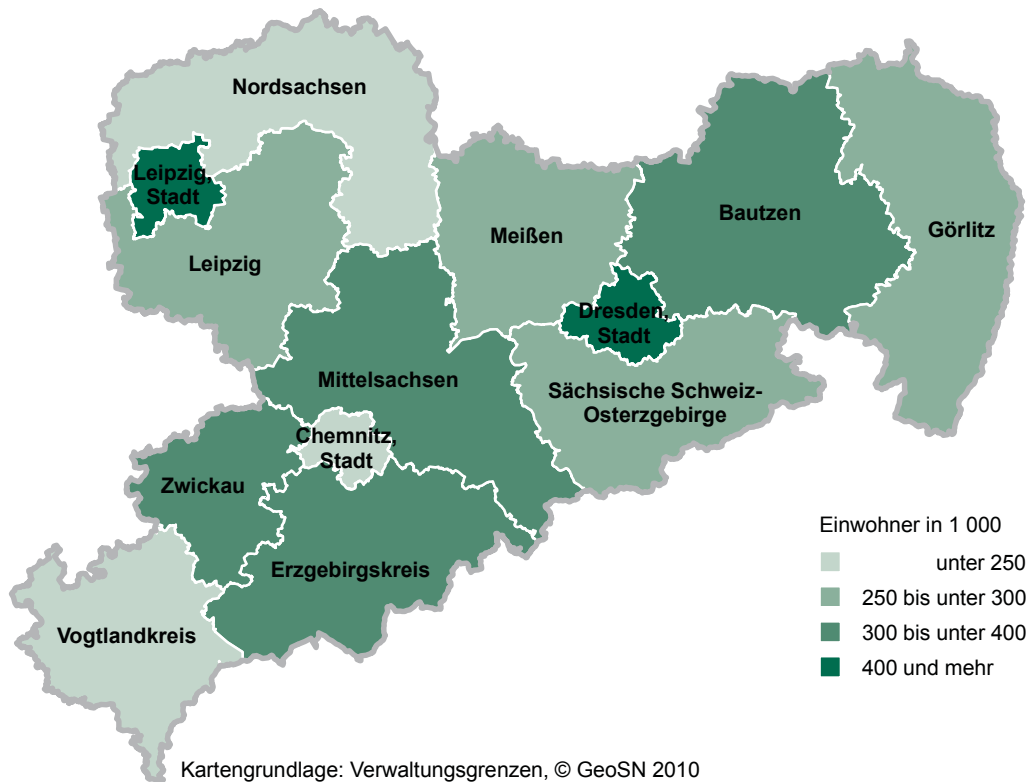 Nordsachsen
Leipzig,
Stadt
Leipzig
Meißen
Bautzen
Görlitz
Dresden,
Stadt
Mittelsachsen
Sächsische Schweiz-
Osterzgebirge
Chemnitz,
Stadt
Zwickau
Erzgebirgskreis
Vogtlandkreis
Einwohner in 1 000
unter 250
250 bis unter 300
300 bis unter 400
400 und mehr
Kartengrundlage: Verwaltungsgrenzen, © GeoSN 2010